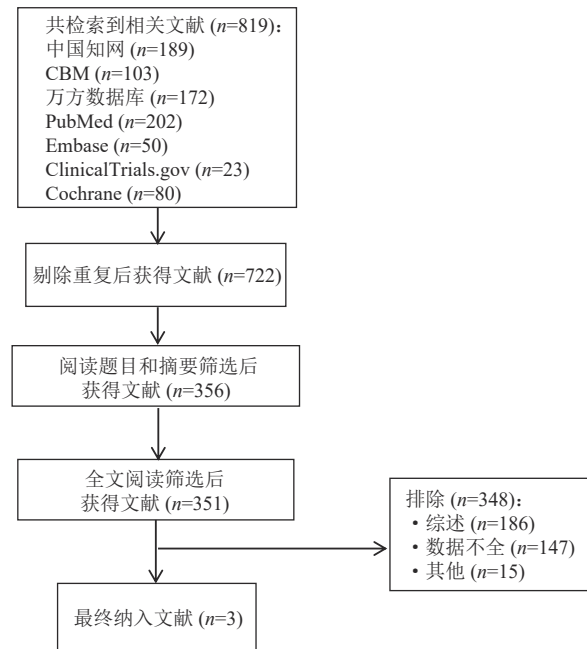 共检索到相关文献 (n=819)：
中国知网 (n=189)
CBM (n=103)
万方数据库 (n=172)
PubMed (n=202)
Embase (n=50)
ClinicalTrials.gov (n=23)
Cochrane (n=80)
剔除重复后获得文献 (n=722)
阅读题目和摘要筛选后
获得文献 (n=356)
全文阅读筛选后
获得文献 (n=351)
排除 (n=348)：
• 综述 (n=186)
• 数据不全 (n=147)
• 其他 (n=15)
最终纳入文献 (n=3)